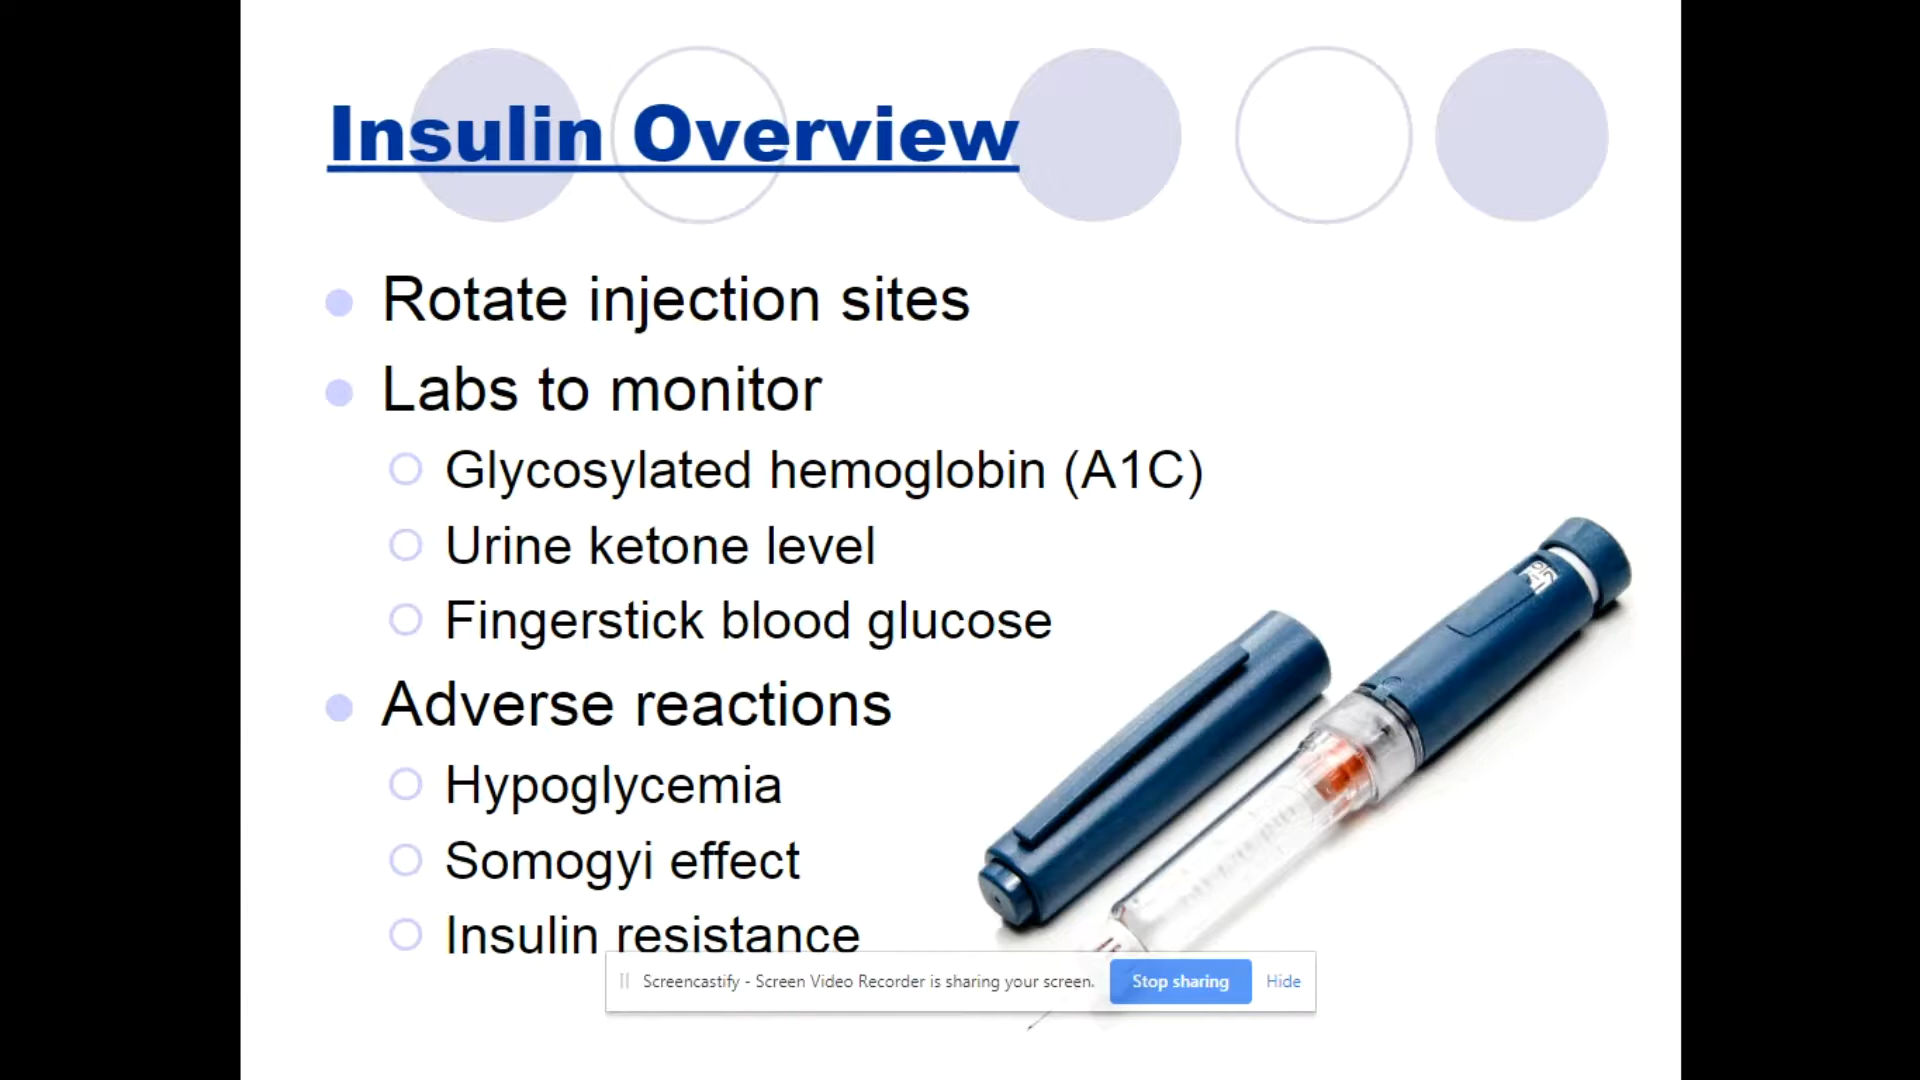 Insulin Overview
Rotate injection sites
Labs to monitor
Glycosylated hemoglobin (A1C)
Urine ketone level
Fingerstick blood glucose
Adverse reactions
Hypoglycemia
Somogyi effect
Insulin resistance
Screencastify - Screen Video Recorder is sharing your screen. Stop sharing Hide